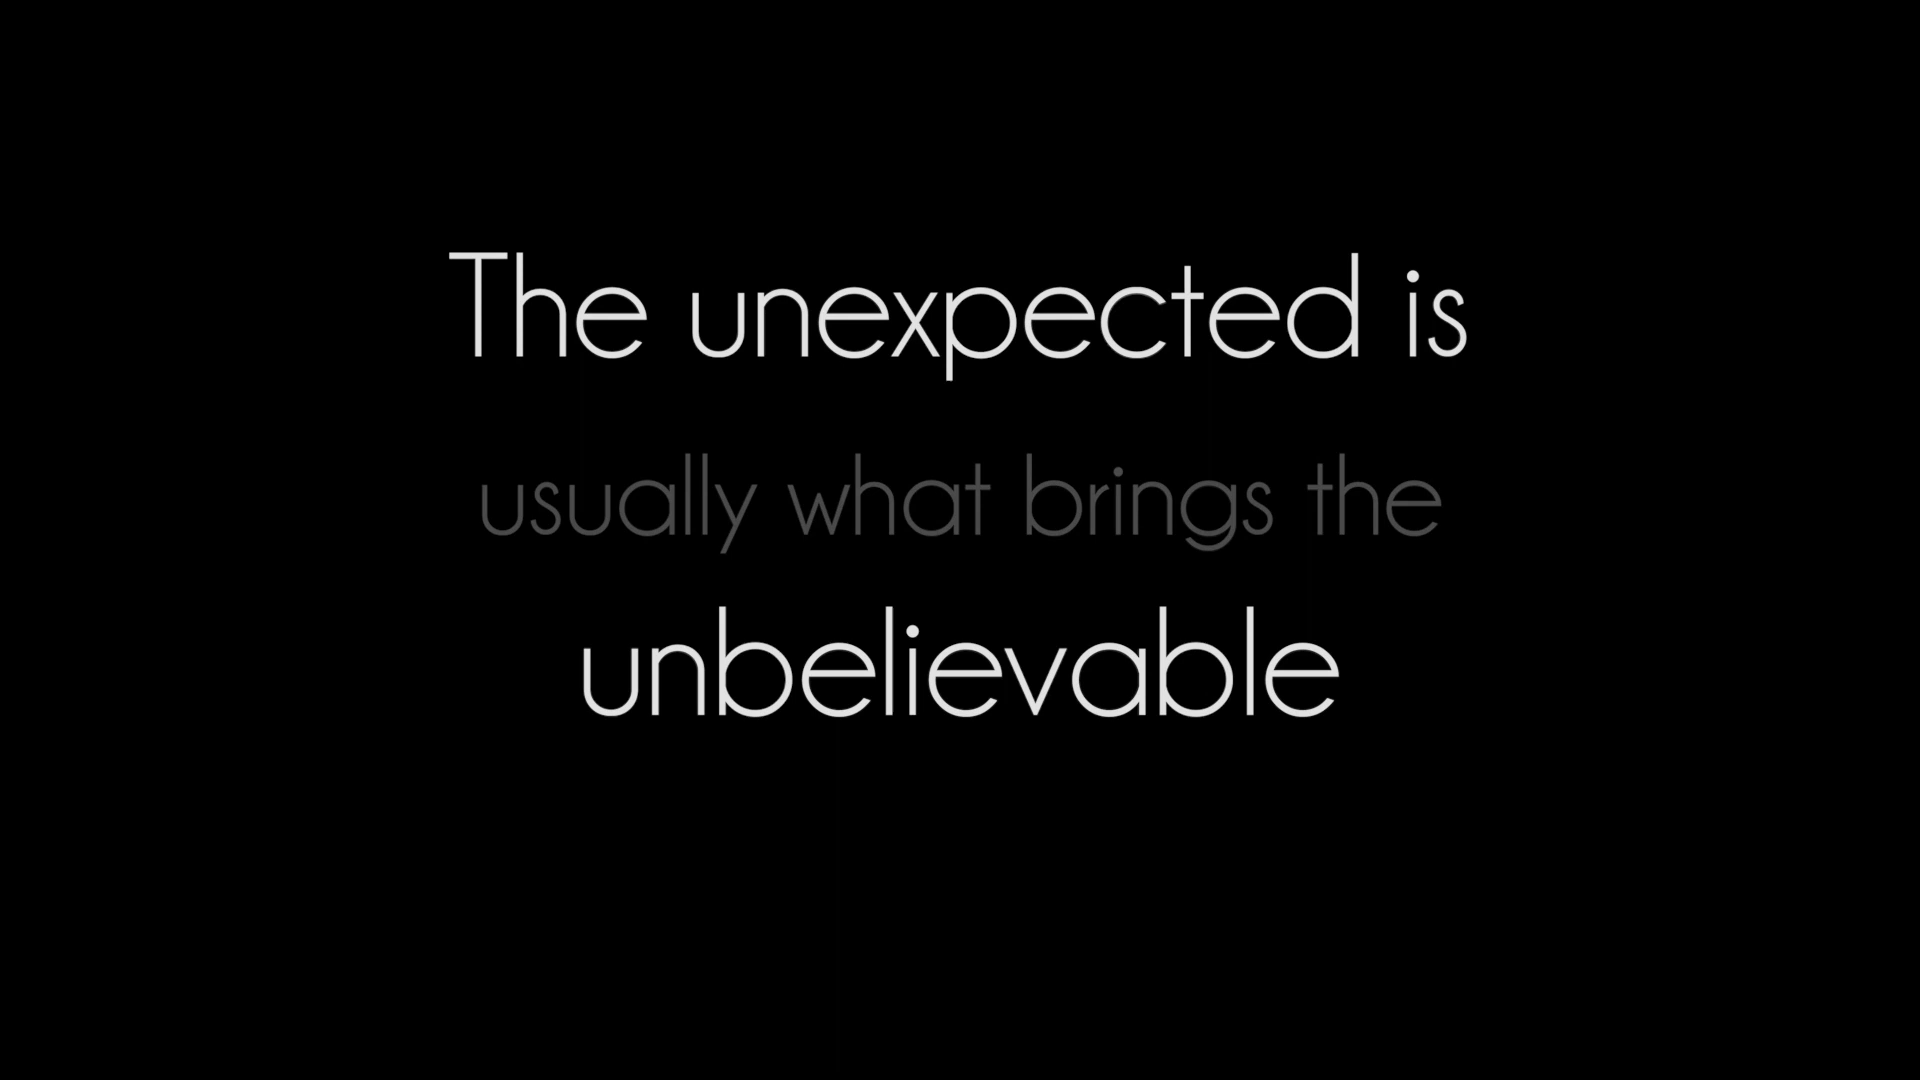 The unexpected is
usually what brings the
unbelievable